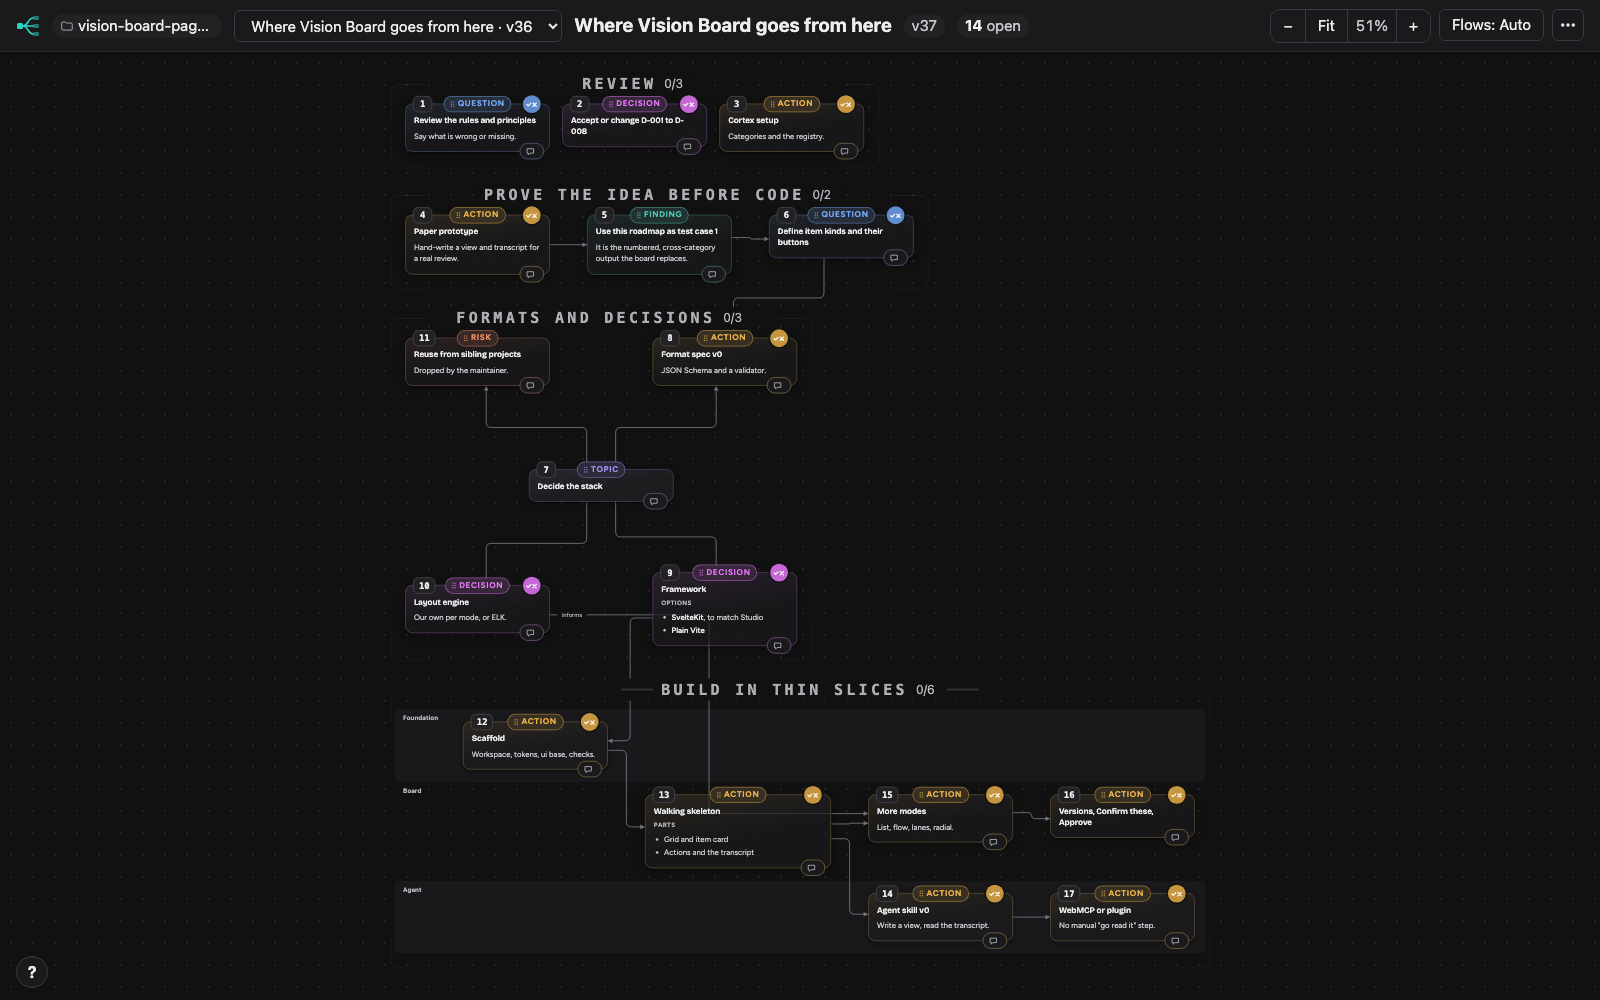 vision-board-pag...
Where Vision Board goes from here · v36
Where Vision Board goes from here
v37
14 open
−
Fit
51%
+
Flows: Auto
REVIEW 0/3
1
QUESTION
Review the rules and principles
Say what is wrong or missing.
2
DECISION
Accept or change D-001 to D-
008
3
ACTION
Cortex setup
Categories and the registry.
PROVE THE IDEA BEFORE CODE 0/2
4
ACTION
Paper prototype
Hand-write a view and transcript for
a real review.
5
FINDING
Use this roadmap as test case 1
It is the numbered, cross-category
output the board replaces.
6
QUESTION
Define item kinds and their
buttons
FORMATS AND DECISIONS 0/3
11
RISK
Reuse from sibling projects
Dropped by the maintainer.
8
ACTION
Format spec v0
JSON Schema and a validator.
7
TOPIC
Decide the stack
10
DECISION
Layout engine
Our own per mode, or ELK.
informs
9
DECISION
Framework
OPTIONS
• SvelteKit, to match Studio
• Plain Vite
BUILD IN THIN SLICES 0/6
Foundation
12
ACTION
Scaffold
Workspace, tokens, ui base, checks.
Board
13
ACTION
Walking skeleton
PARTS
• Grid and item card
• Actions and the transcript
15
ACTION
More modes
List, flow, lanes, radial.
16
ACTION
Versions, Confirm these,
Approve
Agent
14
ACTION
Agent skill v0
Write a view, read the transcript.
17
ACTION
WebMCP or plugin
No manual "go read it" step.
?